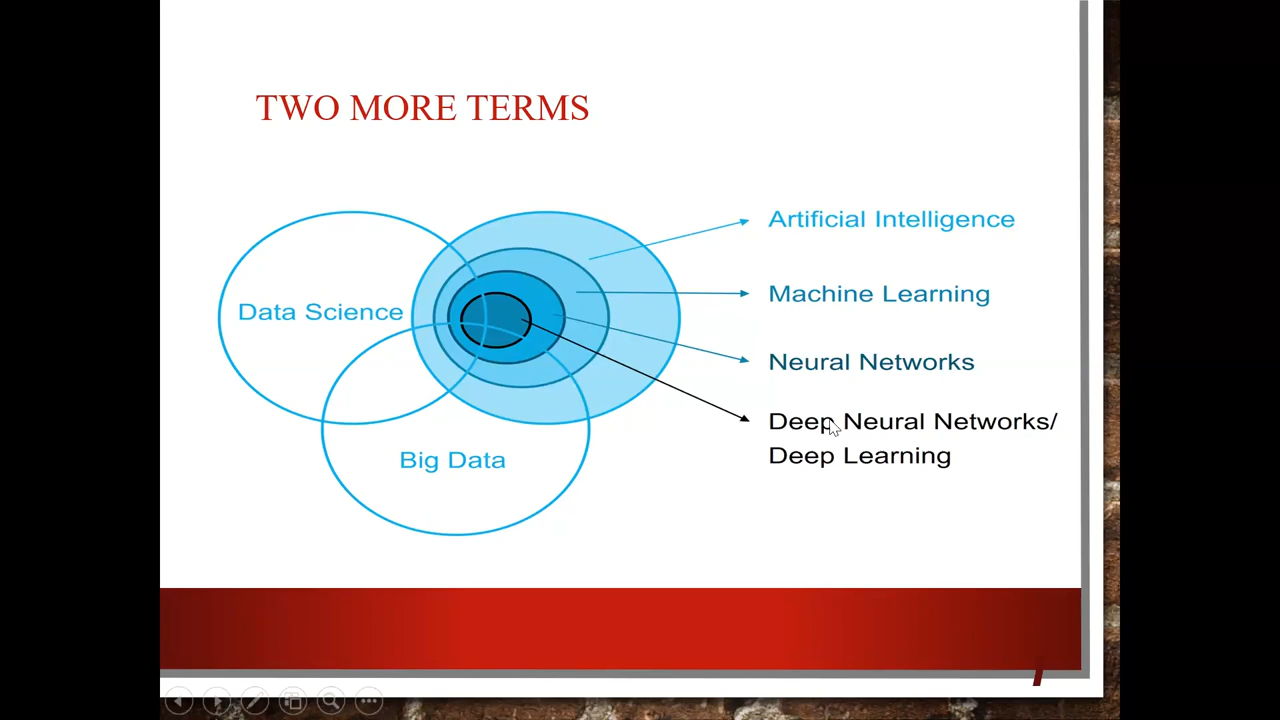 TWO MORE TERMS
Artificial Intelligence
Data Science
Machine Learning
Neural Networks
Deep Neural Networks/
Deep Learning
Big Data